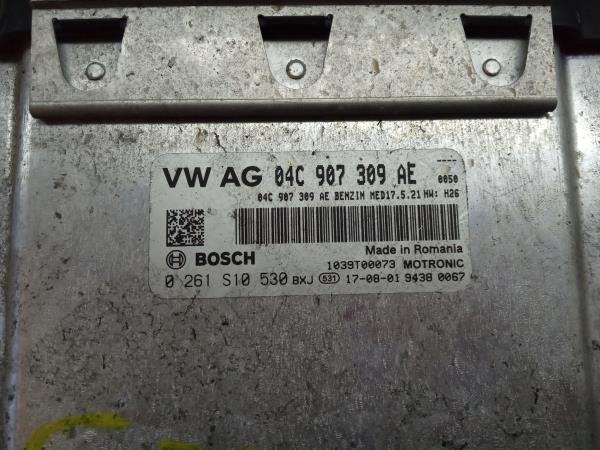 ----
VW AG 04C 907 309 AE 0050
04C 907 309 AE BENZIN MED17.5.21 HW: H26
BOSCH Made in Romania
1039T00073 MOTRONIC
0 261 S10 530 BXJ 531 17-08-01 9438 0067